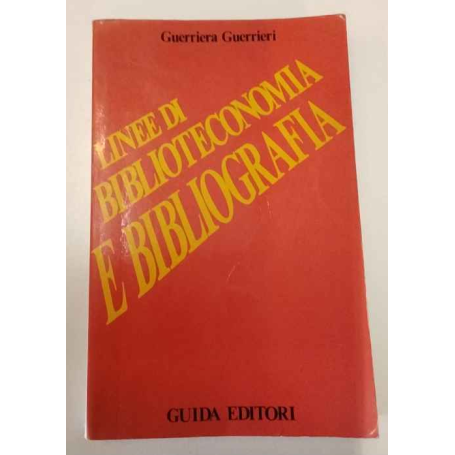 Guerriera Guerrieri
LINEE DI
BIBLIOTECONOMIA
E BIBLIOGRAFIA
GUIDA EDITORI